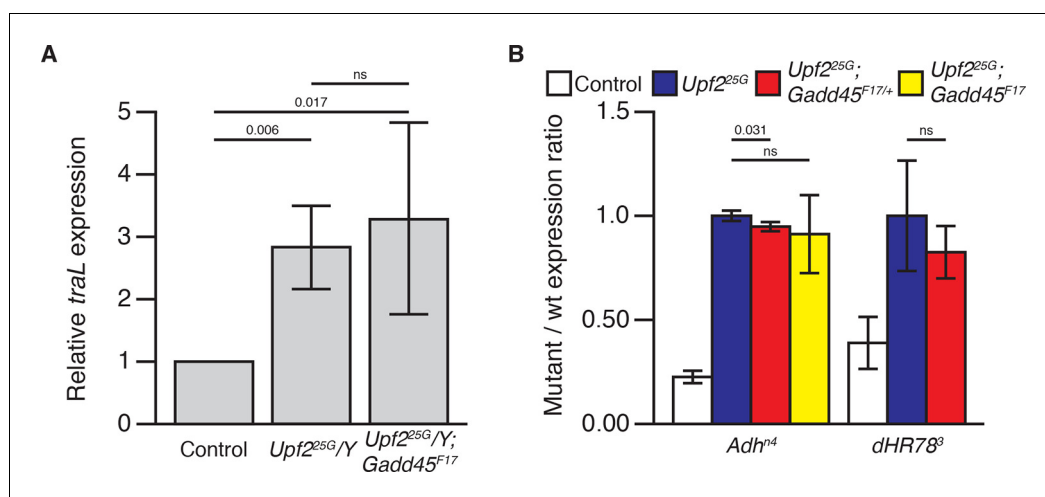 A
Relative traL expression
5
4
3
2
1
0
ns
0.017
0.006
Control
Upf2^25G/Y
Upf2^25G/Y;
Gadd45^F17
B
Control
Upf2^25G
Upf2^25G;
Gadd45^F17/+
Upf2^25G;
Gadd45^F17
Mutant / wt expression ratio
1.5
1.0
0.50
0.00
0.031
ns
ns
Adh^n4
dHR78^3